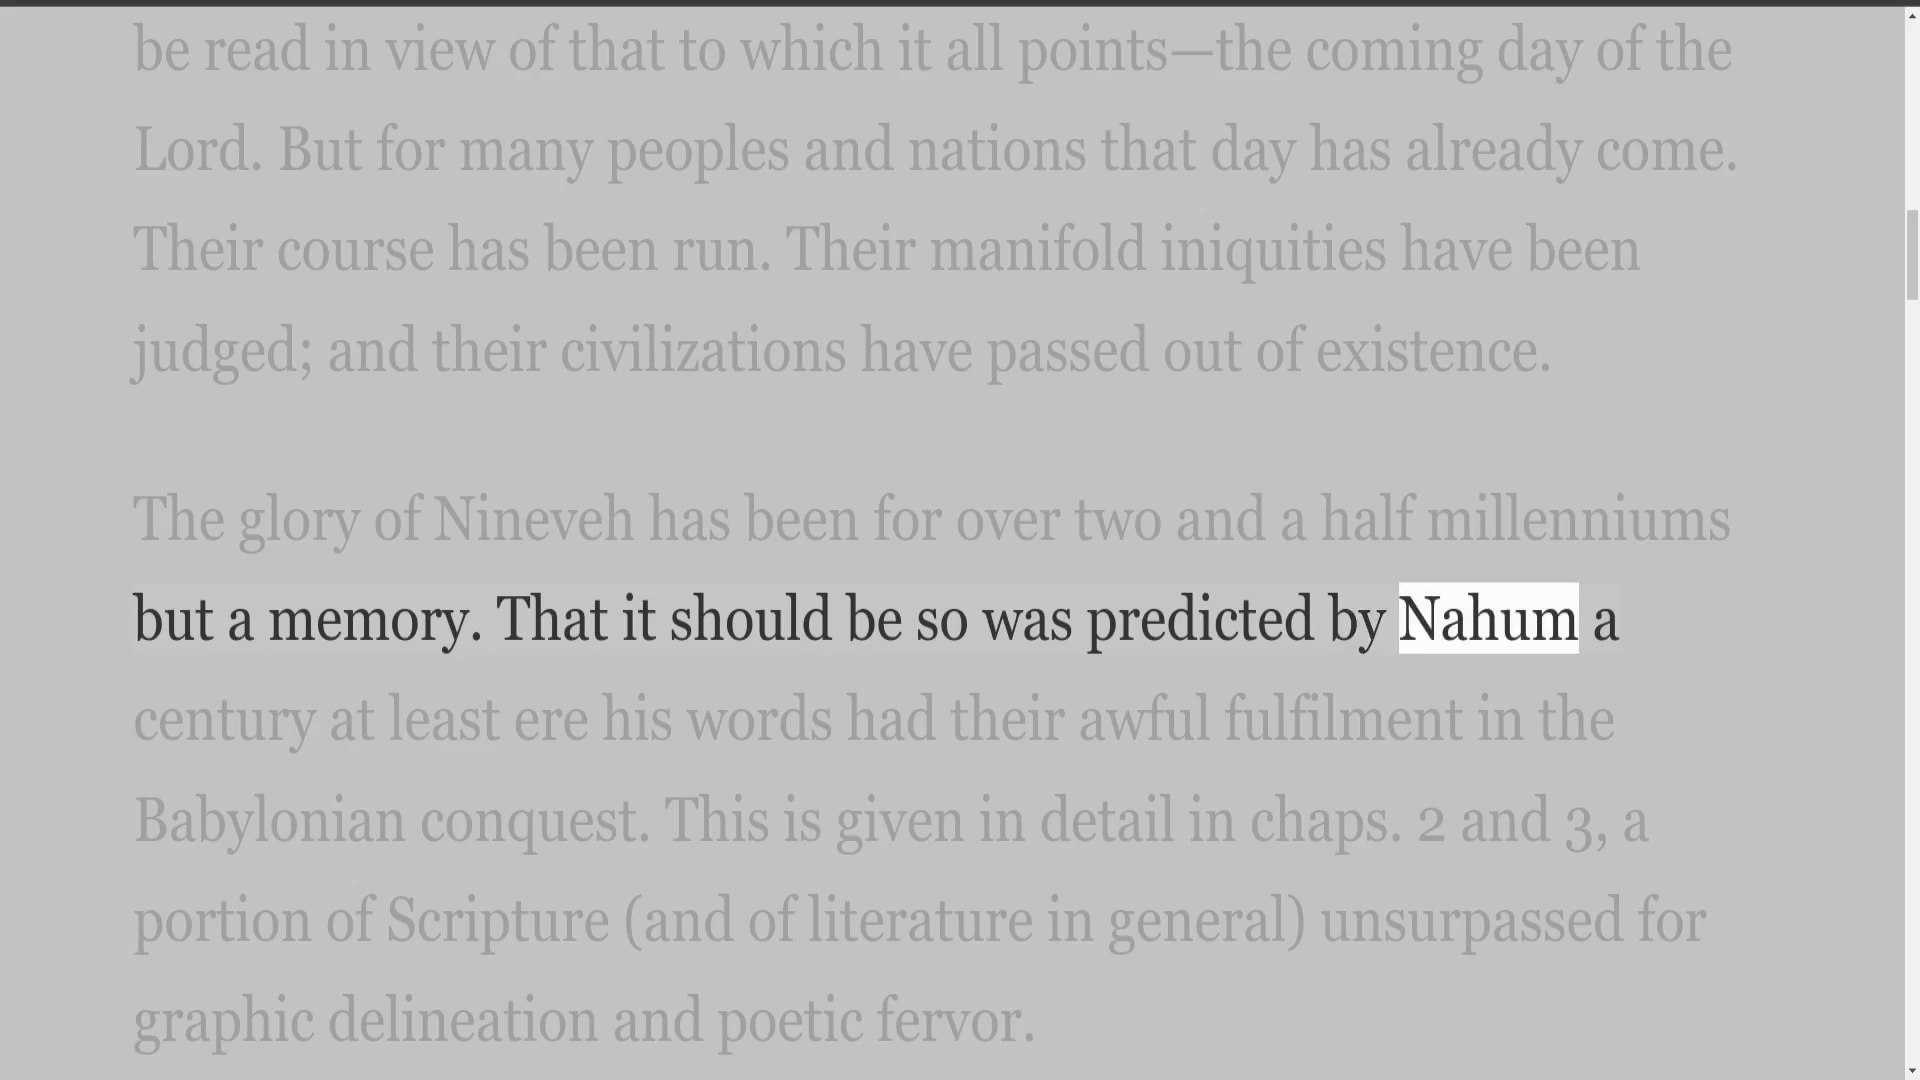 be read in view of that to which it all points—the coming day of the
Lord. But for many peoples and nations that day has already come.
Their course has been run. Their manifold iniquities have been
judged; and their civilizations have passed out of existence.
The glory of Nineveh has been for over two and a half millenniums
but a memory. That it should be so was predicted by Nahum a
century at least ere his words had their awful fulfilment in the
Babylonian conquest. This is given in detail in chaps. 2 and 3, a
portion of Scripture (and of literature in general) unsurpassed for
graphic delineation and poetic fervor.